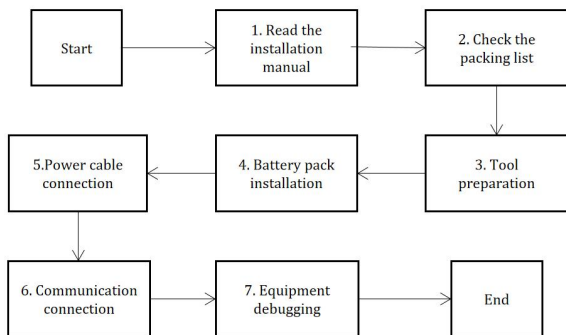 Start
1. Read the
installation
manual
2. Check the
packing list
3. Tool
preparation
4. Battery pack
installation
5.Power cable
connection
6. Communication
connection
7. Equipment
debugging
End